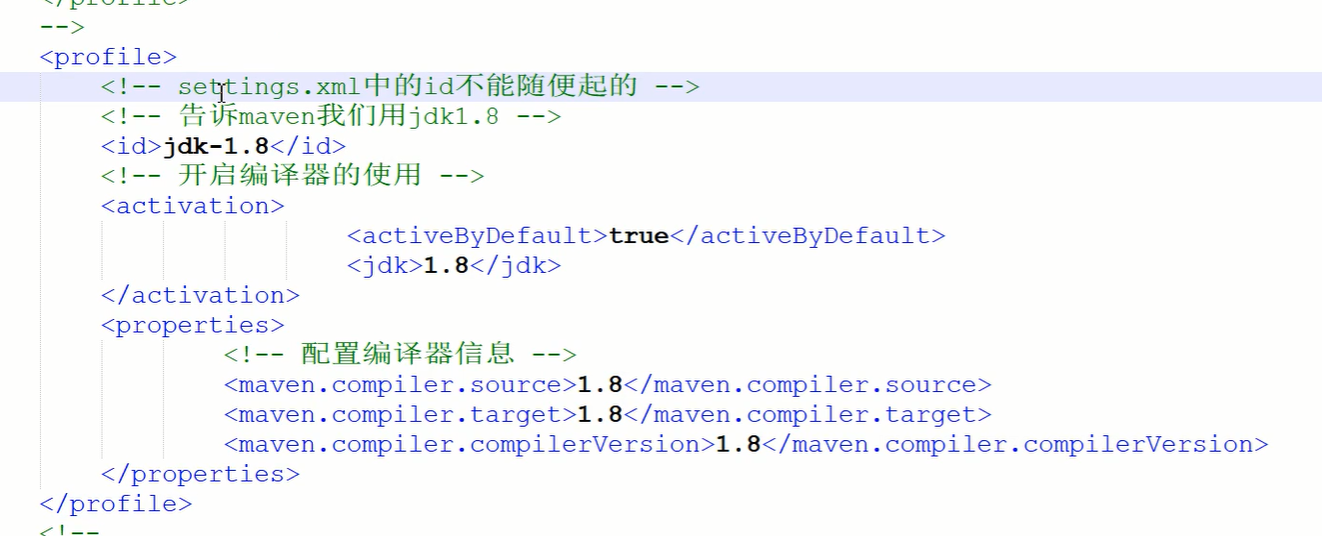 </profile>
-->
<profile>
<!-- settings.xml中的id不能随便起的 -->
<!-- 告诉maven我们用jdk1.8 -->
<id>jdk-1.8</id>
<!-- 开启编译器的使用 -->
<activation>
<activeByDefault>true</activeByDefault>
<jdk>1.8</jdk>
</activation>
<properties>
<!-- 配置编译器信息 -->
<maven.compiler.source>1.8</maven.compiler.source>
<maven.compiler.target>1.8</maven.compiler.target>
<maven.compiler.compilerVersion>1.8</maven.compiler.compilerVersion>
</properties>
</profile>
<!--